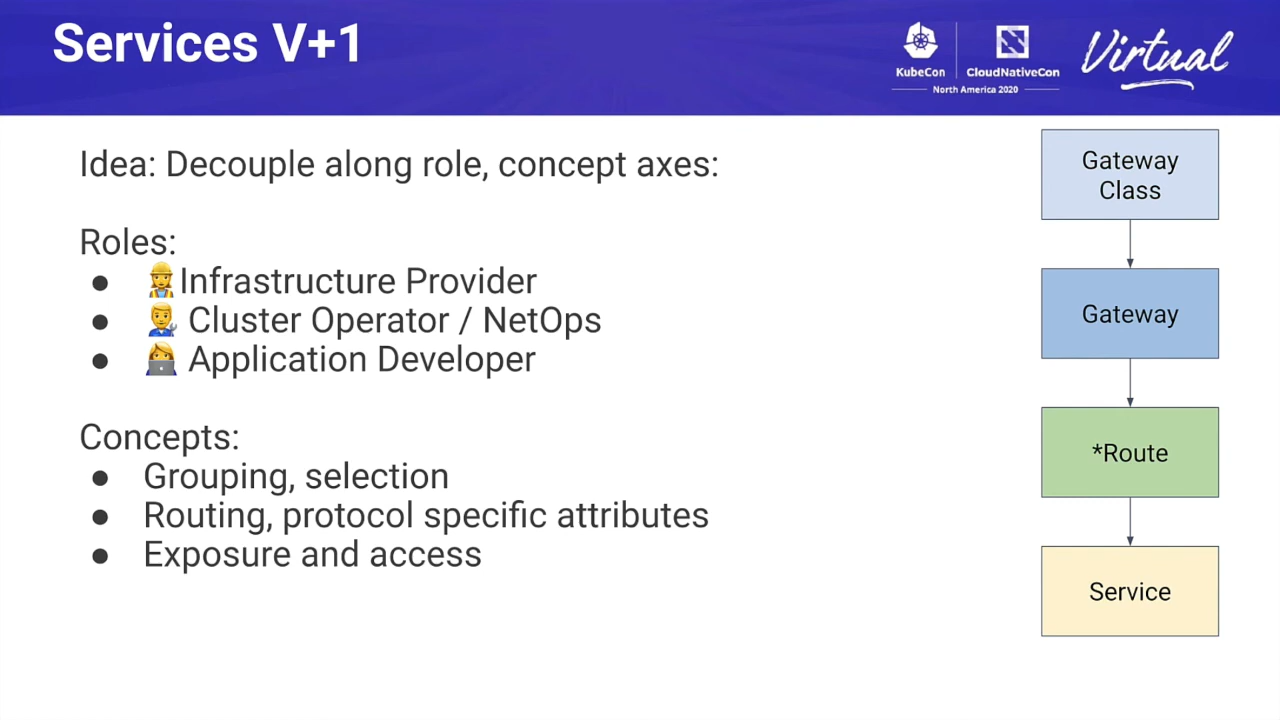 Services V+1
KubeCon
CloudNativeCon
North America 2020
Virtual
Idea: Decouple along role, concept axes:
Roles:
● 👷‍♀️Infrastructure Provider
● 👨‍🔧 Cluster Operator / NetOps
● 👩‍💻 Application Developer
Concepts:
● Grouping, selection
● Routing, protocol specific attributes
● Exposure and access
Gateway
Class
Gateway
*Route
Service